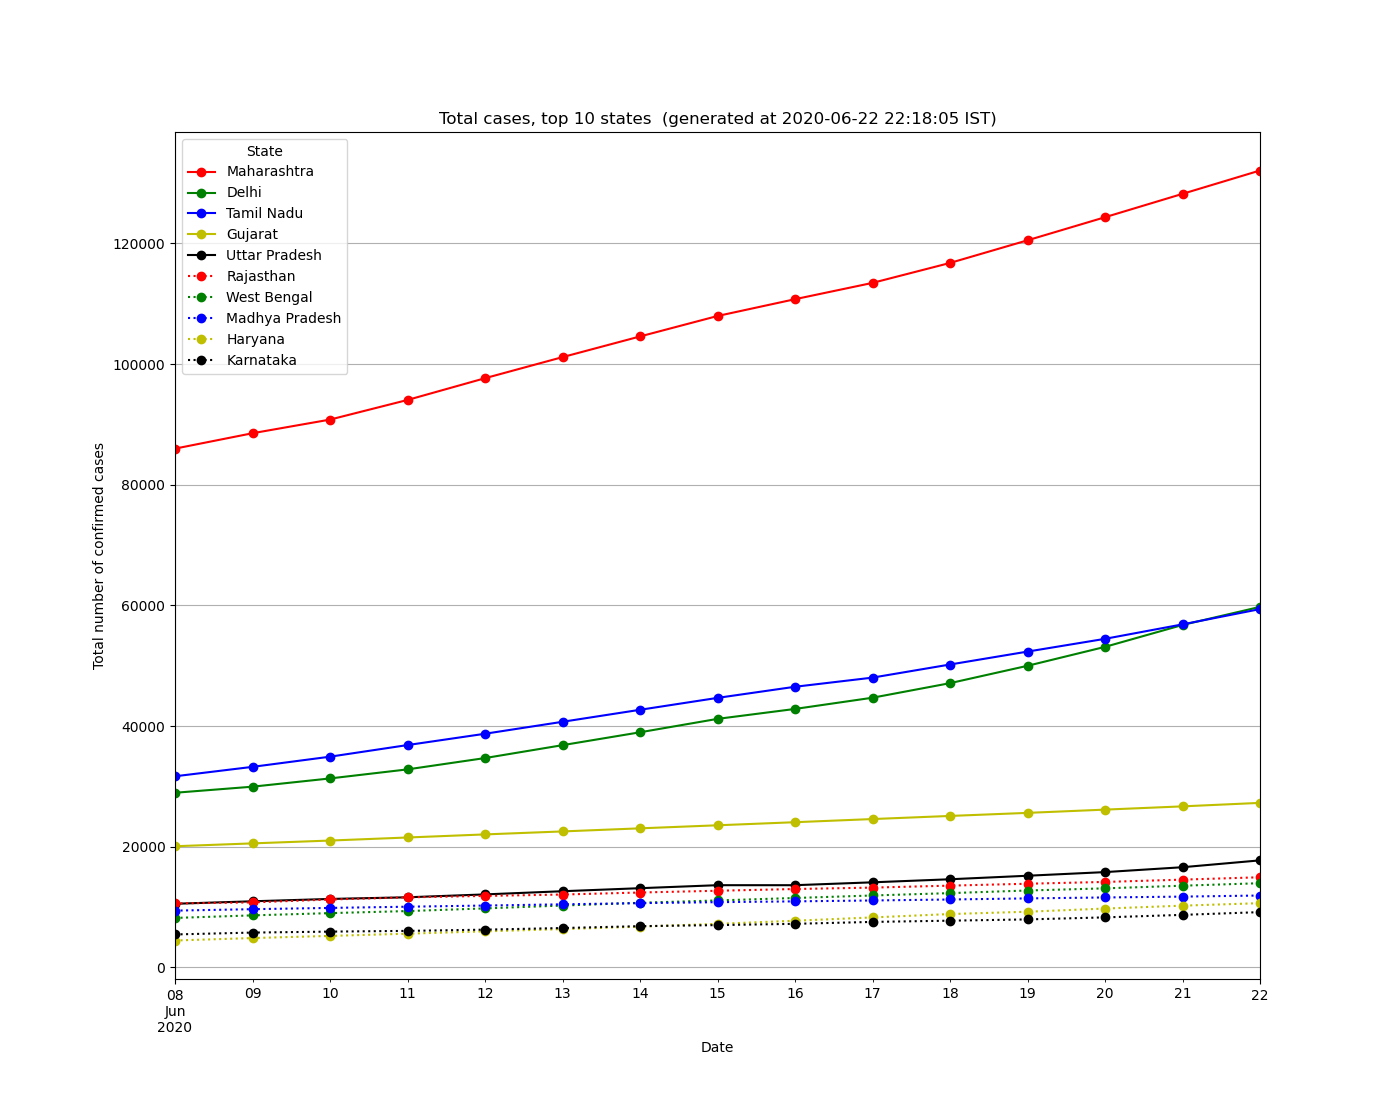 Total cases, top 10 states  (generated at 2020-06-22 22:18:05 IST)
State
Maharashtra
Delhi
Tamil Nadu
Gujarat
Uttar Pradesh
Rajasthan
West Bengal
Madhya Pradesh
Haryana
Karnataka
Total number of confirmed cases
120000
100000
80000
60000
40000
20000
0
08 09 10 11 12 13 14 15 16 17 18 19 20 21 22
Jun
2020
Date